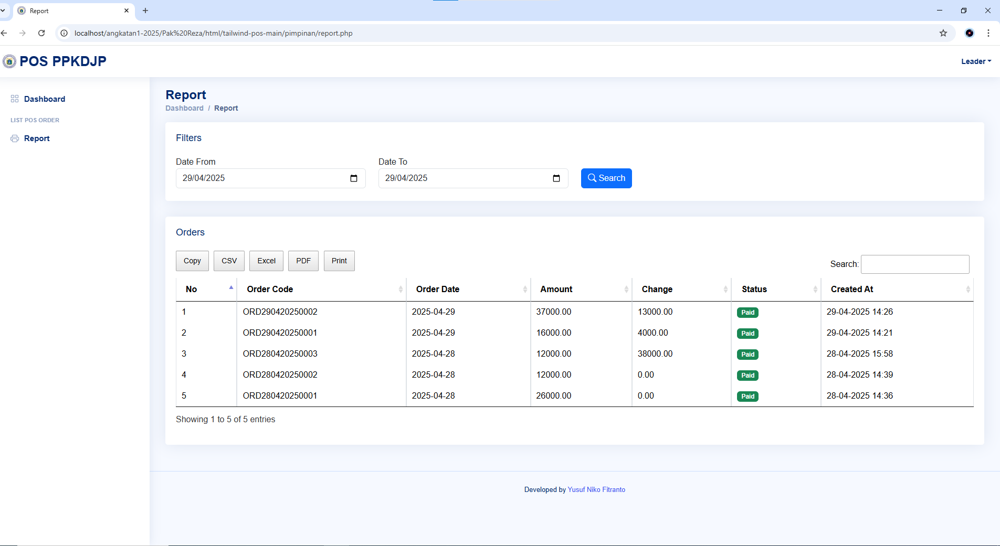 Report
localhost/angkatan1-2025/Pak%20Reza/html/tailwind-pos-main/pimpinan/report.php
POS PPKDJP
Leader
Dashboard
LIST POS ORDER
Report
Report
Dashboard / Report
Filters
Date From Date To
29/04/2025 29/04/2025 Search
Orders
Copy CSV Excel PDF Print Search:
No Order Code Order Date Amount Change Status Created At
1 ORD290420250002 2025-04-29 37000.00 13000.00 Paid 29-04-2025 14:26
2 ORD290420250001 2025-04-29 16000.00 4000.00 Paid 29-04-2025 14:21
3 ORD280420250003 2025-04-28 12000.00 38000.00 Paid 28-04-2025 15:58
4 ORD280420250002 2025-04-28 12000.00 0.00 Paid 28-04-2025 14:39
5 ORD280420250001 2025-04-28 26000.00 0.00 Paid 28-04-2025 14:36
Showing 1 to 5 of 5 entries
Developed by Yusuf Niko Fitranto